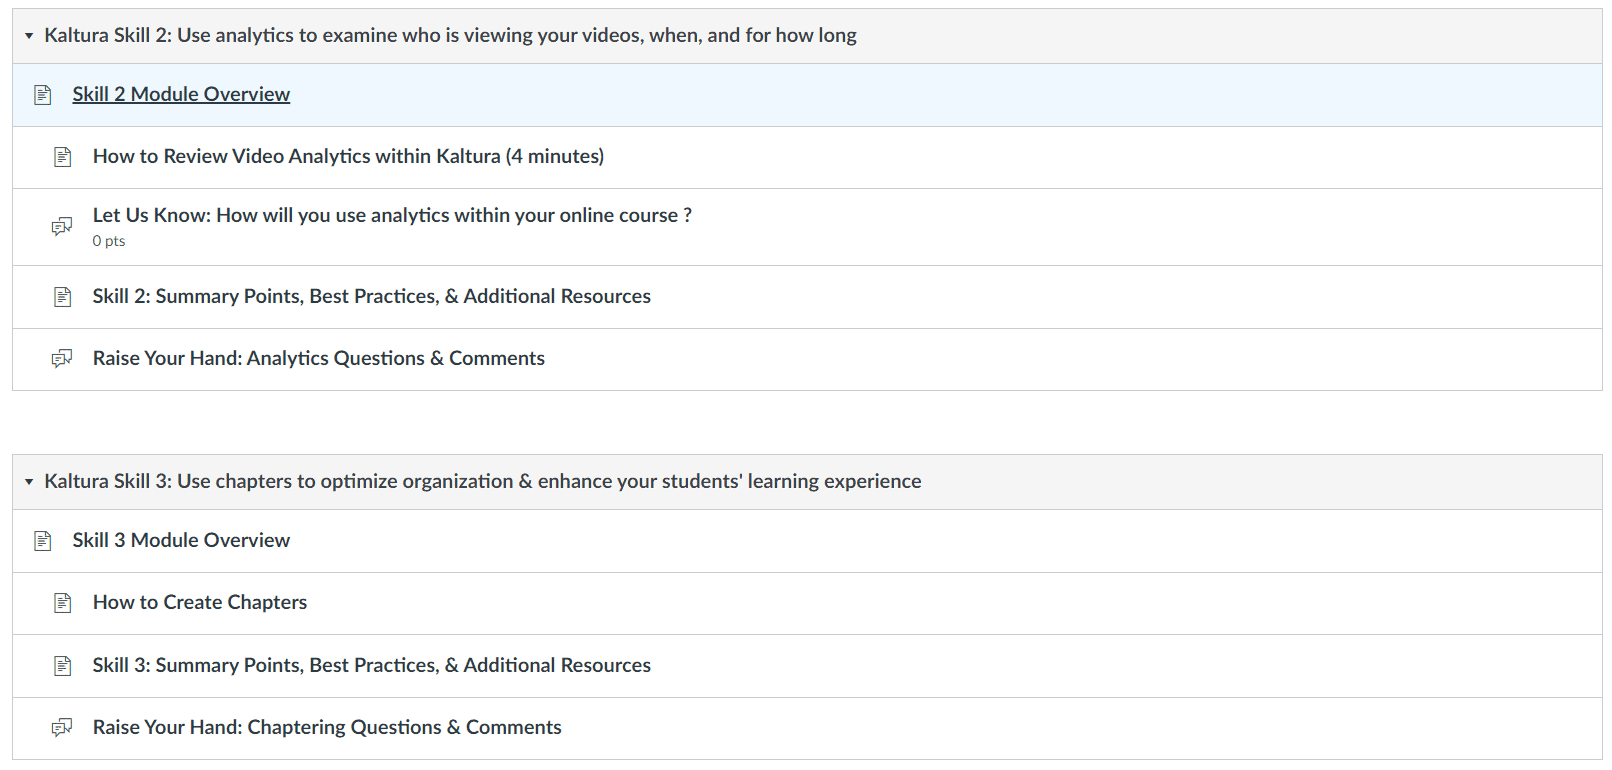 Kaltura Skill 2: Use analytics to examine who is viewing your videos, when, and for how long
Skill 2 Module Overview
How to Review Video Analytics within Kaltura (4 minutes)
Let Us Know: How will you use analytics within your online course ?
0 pts
Skill 2: Summary Points, Best Practices, & Additional Resources
Raise Your Hand: Analytics Questions & Comments
Kaltura Skill 3: Use chapters to optimize organization & enhance your students' learning experience
Skill 3 Module Overview
How to Create Chapters
Skill 3: Summary Points, Best Practices, & Additional Resources
Raise Your Hand: Chaptering Questions & Comments